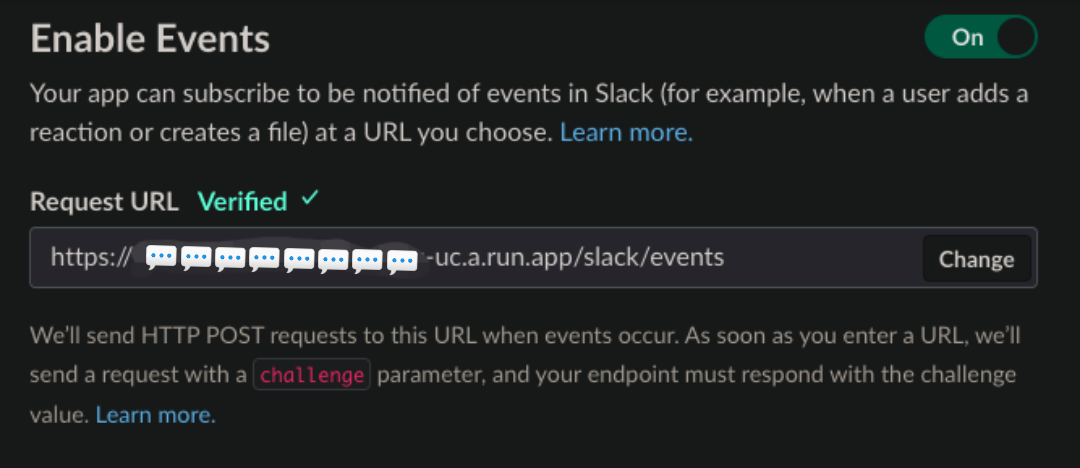 Enable Events
On
Your app can subscribe to be notified of events in Slack (for example, when a user adds a
reaction or creates a file) at a URL you choose. Learn more.
Request URL Verified ✓
https:// 💬💬💬💬💬💬💬💬-uc.a.run.app/slack/events
Change
We’ll send HTTP POST requests to this URL when events occur. As soon as you enter a URL, we’ll
send a request with a challenge parameter, and your endpoint must respond with the challenge
value. Learn more.